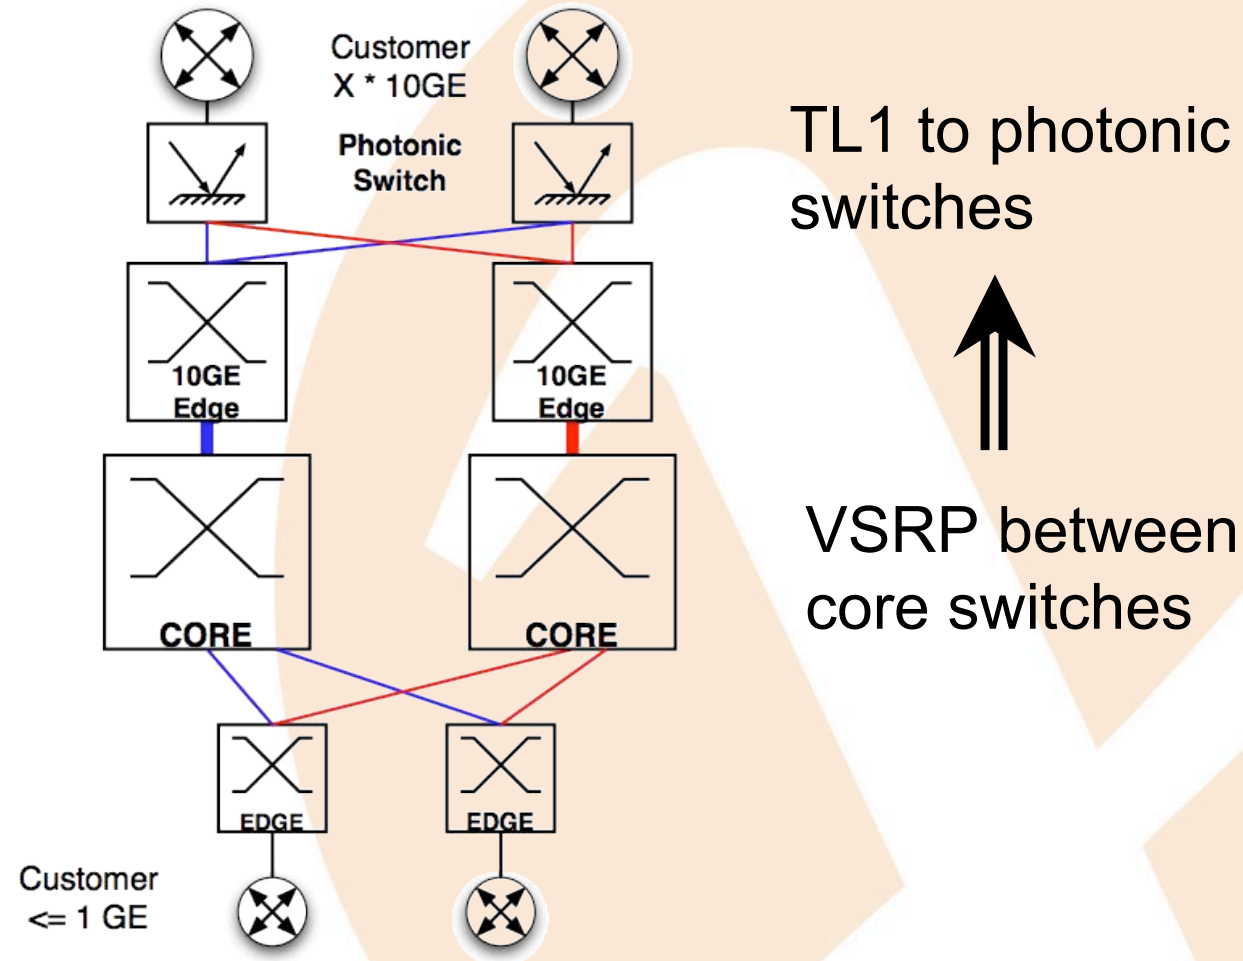 Customer
X * 10GE
Photonic
Switch
TL1 to photonic
switches
10GE
Edge
10GE
Edge
VSRP between
core switches
CORE
CORE
EDGE
EDGE
Customer
<= 1 GE